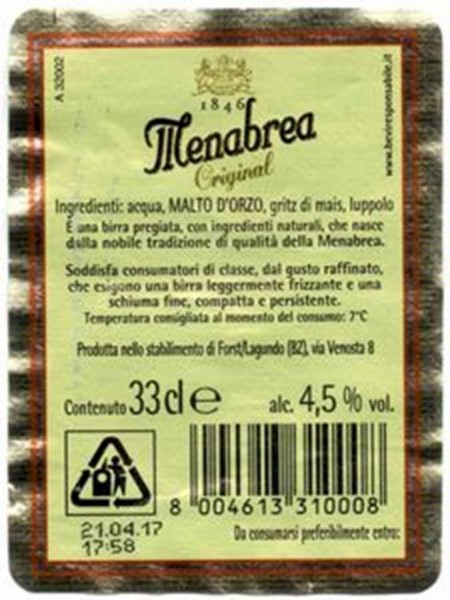 A 32002
www.beviresponsabile.it
1846
Menabrea
Original
Ingredienti: acqua, MALTO D'ORZO, gritz di mais, luppolo
È una birra pregiata, con ingredienti naturali, che nasce
dalla nobile tradizione di qualità della Menabrea.
Soddisfa consumatori di classe, dal gusto raffinato,
che esigono una birra leggermente frizzante e una
schiuma fine, compatta e persistente.
Temperatura consigliata al momento del consumo: 7°C
Prodotta nello stabilimento di Forst/Lagundo (BZ), via Venosta 8
Contenuto 33 cl e alc. 4,5 % vol.
8 004613 310008
21.04.17
17:58
Da consumarsi preferibilmente entro: